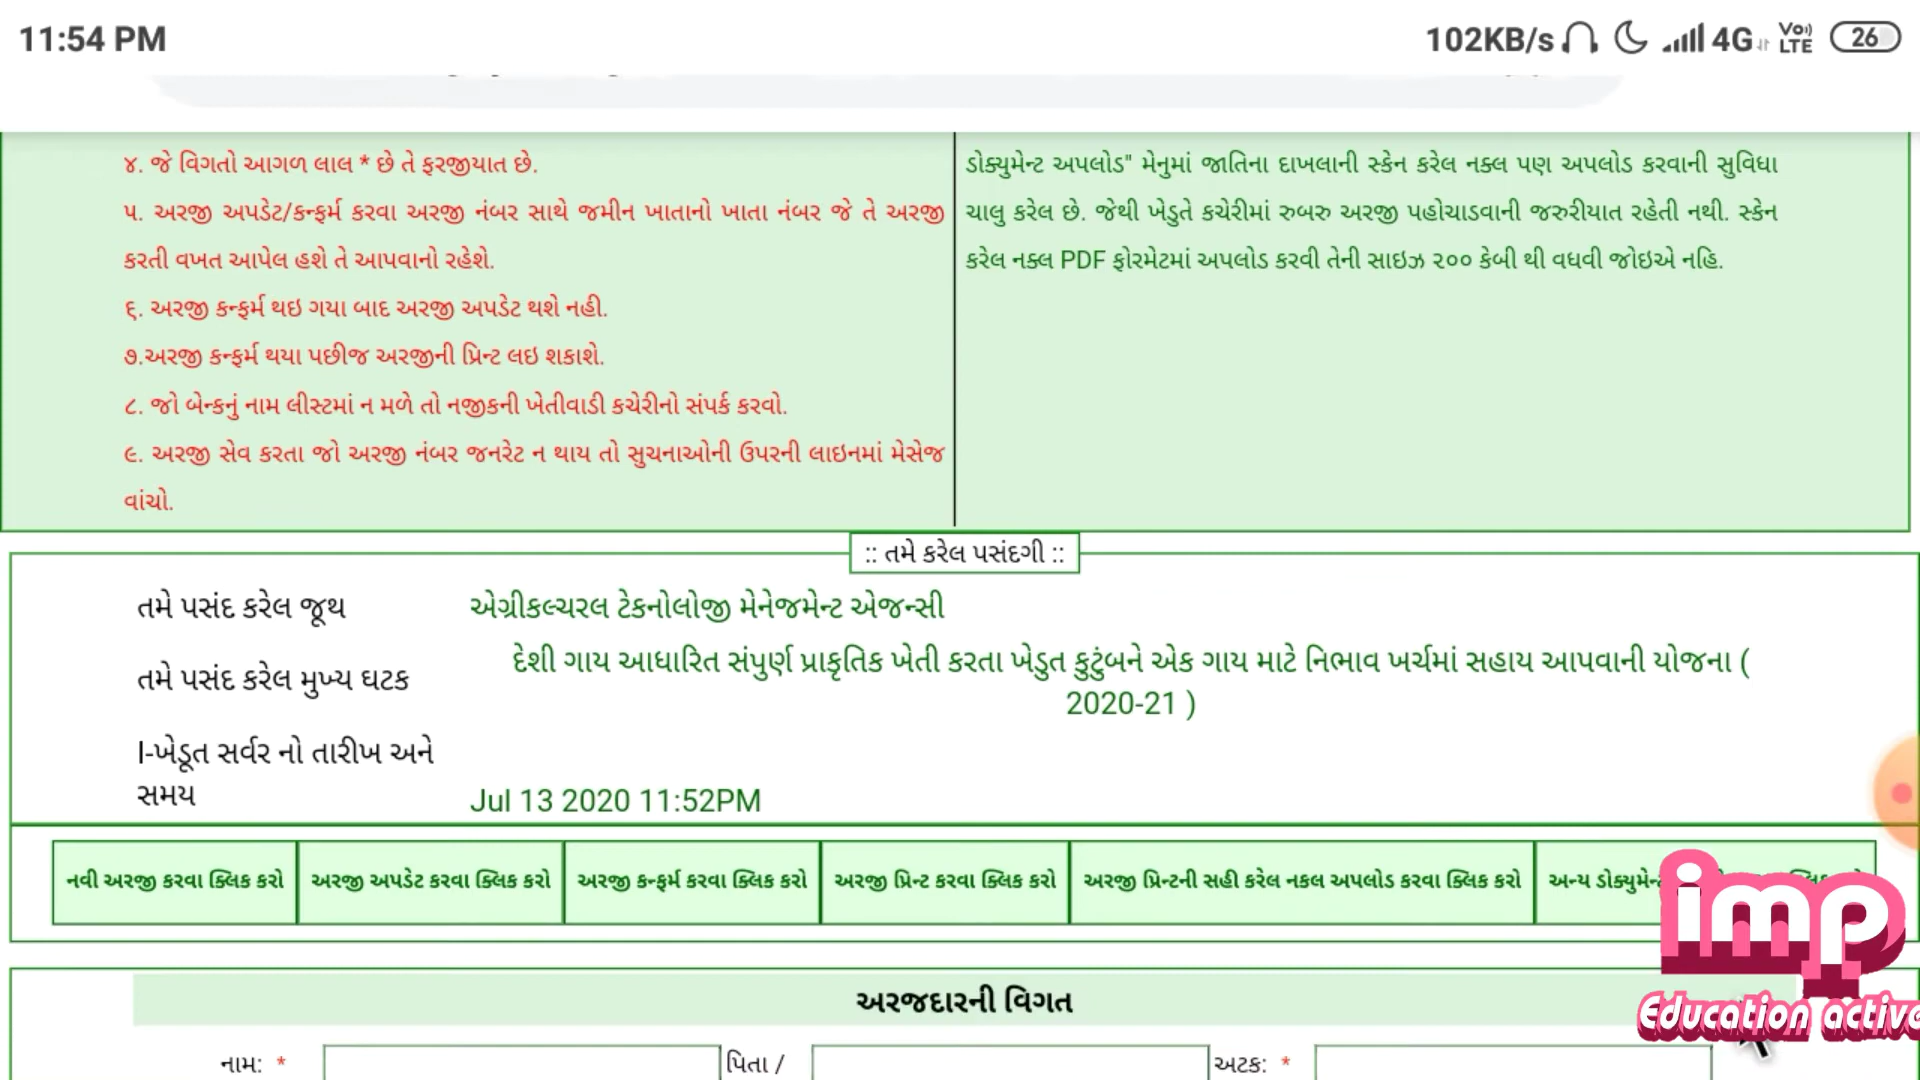 11:54 PM
102KB/s 4G VoLTE 26
૪. જે વિગતો આગળ લાલ * છે તે ફરજીયાત છે.
૫. અરજી અપડેટ/કન્ફર્મ કરવા અરજી નંબર સાથે જમીન ખાતાનો ખાતા નંબર જે તે અરજી
કરતી વખત આપેલ હશે તે આપવાનો રહેશે.
૬. અરજી કન્ફર્મ થઇ ગયા બાદ અરજી અપડેટ થશે નહી.
૭.અરજી કન્ફર્મ થયા પછીજ અરજીની પ્રિન્ટ લઇ શકાશે.
૮. જો બેન્કનું નામ લીસ્ટમાં ન મળે તો નજીકની ખેતીવાડી કચેરીનો સંપર્ક કરવો.
૯. અરજી સેવ કરતા જો અરજી નંબર જનરેટ ન થાય તો સુચનાઓની ઉપરની લાઇનમાં મેસેજ
વાંચો.
ડોક્યુમેન્ટ અપલોડ" મેનુમાં જાતિના દાખલાની સ્કેન કરેલ નક્લ પણ અપલોડ કરવાની સુવિધા
ચાલુ કરેલ છે. જેથી ખેડુતે કચેરીમાં રુબરુ અરજી પહોચાડવાની જરુરીયાત રહેતી નથી. સ્કેન
કરેલ નક્લ PDF ફોરમેટમાં અપલોડ કરવી તેની સાઇઝ ૨૦૦ કેબી થી વધવી જોઇએ નહિ.
:: તમે કરેલ પસંદગી ::
તમે પસંદ કરેલ જૂથ એગ્રીકલ્ચરલ ટેકનોલોજી મેનેજમેન્ટ એજન્સી
તમે પસંદ કરેલ મુખ્ય ઘટક દેશી ગાય આધારિત સંપુર્ણ પ્રાકૃતિક ખેતી કરતા ખેડુત કુટુંબને એક ગાય માટે નિભાવ ખર્ચમાં સહાય આપવાની યોજના (
2020-21 )
I-ખેડૂત સર્વર નો તારીખ અને
સમય Jul 13 2020 11:52PM
નવી અરજી કરવા ક્લિક કરો અરજી અપડેટ કરવા ક્લિક કરો અરજી કન્ફર્મ કરવા ક્લિક કરો અરજી પ્રિન્ટ કરવા ક્લિક કરો અરજી પ્રિન્ટની સહી કરેલ નકલ અપલોડ કરવા ક્લિક કરો અન્ય
imp
Education active
અરજદારની વિગત
નામ: * પિતા / અટક: *